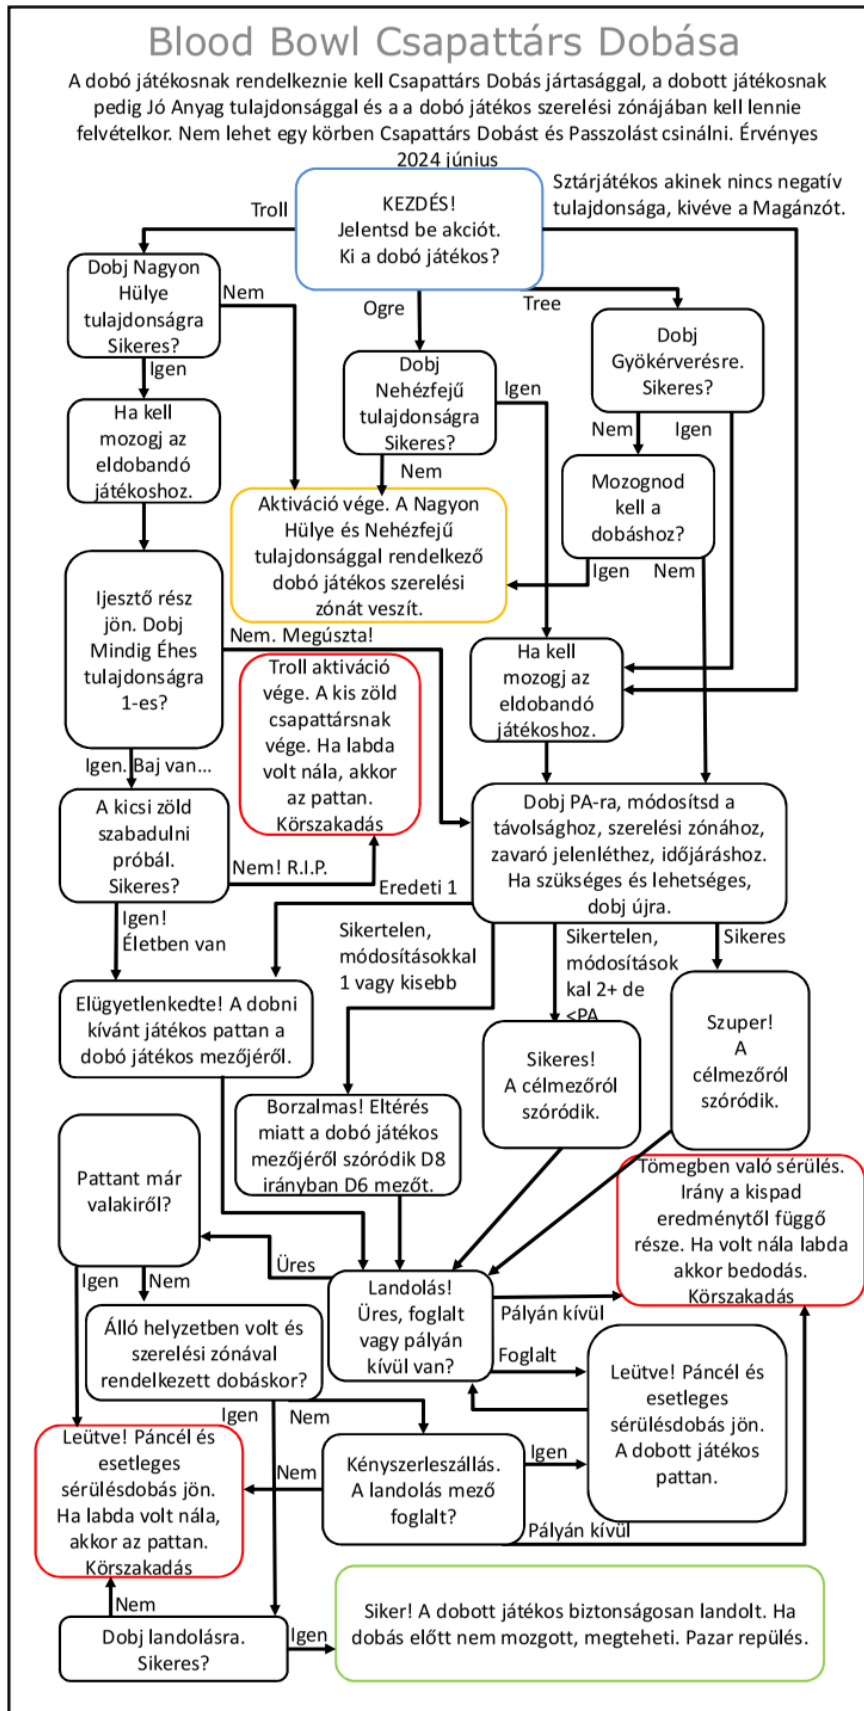 Blood Bowl Csapattárs Dobása
A dobó játékosnak rendelkeznie kell Csapattárs Dobás jártasággal, a dobott játékosnak
pedig Jó Anyag tulajdonsággal és a a dobó játékos szerelési zónájában kell lennie
felvételkor. Nem lehet egy körben Csapattárs Dobást és Passzolást csinálni. Érvényes
2024 június
Sztárjátékos akinek nincs negatív
tulajdonsága, kivéve a Magánzót.
Troll
KEZDÉS!
Jelentsd be akciót.
Ki a dobó játékos?
Dobj Nagyon
Hülye
tulajdonságra
Sikeres?
Nem
Ogre
Tree
Dobj
Gyökérverésre.
Sikeres?
Dobj
Nehézfejű
tulajdonságra
Sikeres?
Igen
Igen
Nem
Igen
Ha kell
mozogj az
eldobandó
játékoshoz.
Nem
Mozognod
kell a
dobáshoz?
Aktiváció vége. A Nagyon
Hülye és Nehézfejű
tulajdonsággal rendelkező
dobó játékos szerelési
zónát veszít.
Igen
Nem
Ijesztő rész
jön. Dobj
Mindig Éhes
tulajdonságra
1-es?
Nem. Megúszta!
Ha kell
mozogj az
eldobandó
játékoshoz.
Troll aktiváció
vége. A kis zöld
csapattársnak
vége. Ha labda
volt nála, akkor
az pattan.
Körszakadás
Igen. Baj van...
A kicsi zöld
szabadulni
próbál.
Sikeres?
Nem! R.I.P.
Dobj PA-ra, módosítsd a
távolsághoz, szerelési zónához,
zavaró jelenléthez, időjáráshoz.
Ha szükséges és lehetséges,
dobj újra.
Eredeti 1
Igen!
Életben van
Sikertelen,
módosításokkal
1 vagy kisebb
Sikertelen,
módosítások
kal 2+ de
<PA
Sikeres
Elügyetlenkedte! A dobni
kívánt játékos pattan a
dobó játékos mezőjéről.
Szuper!
A
célmezőról
szóródik.
Sikeres!
A célmezőról
szóródik.
Borzalmas! Eltérés
miatt a dobó játékos
mezőjéről szóródik D8
irányban D6 mezőt.
Pattant már
valakiről?
Tömegben való sérülés.
Irány a kispad
eredménytől függő
része. Ha volt nála labda
akkor bedodás.
Körszakadás
Üres
Igen
Nem
Landolás!
Üres, foglalt
vagy pályán
kívül van?
Pályán kívül
Álló helyzetben volt és
szerelési zónával
rendelkezett dobáskor?
Foglalt
Leütve! Páncél és
esetleges
sérülésdobás jön.
A dobott játékos
pattan.
Igen
Nem
Leütve! Páncél és
esetleges
sérülésdobás jön.
Ha labda volt nála,
akkor az pattan.
Körszakadás
Nem
Kényszerleszállás.
A landolás mező
foglalt?
Igen
Pályán kívül
Nem
Dobj landolásra.
Sikeres?
Igen
Siker! A dobott játékos biztonságosan landolt. Ha
dobás előtt nem mozgott, megteheti. Pazar repülés.